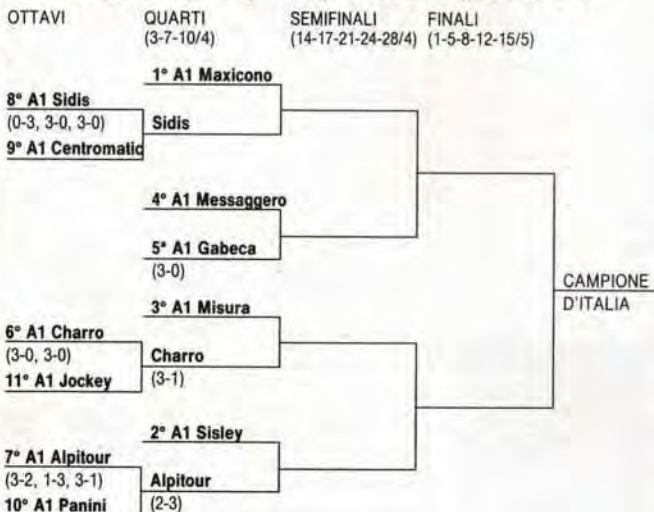 OTTAVI QUARTI SEMIFINALI FINALI
(3-7-10/4) (14-17-21-24-28/4) (1-5-8-12-15/5)
1° A1 Maxicono
8° A1 Sidis
(0-3, 3-0, 3-0) Sidis
9° A1 Centromatic
4° A1 Messaggero
5ª A1 Gabeca
(3-0)
CAMPIONE
3° A1 Misura
D'ITALIA
6° A1 Charro
(3-0, 3-0) Charro
11° A1 Jockey (3-1)
2° A1 Sisley
7° A1 Alpitour
(3-2, 1-3, 3-1) Alpitour
10° A1 Panini (2-3)